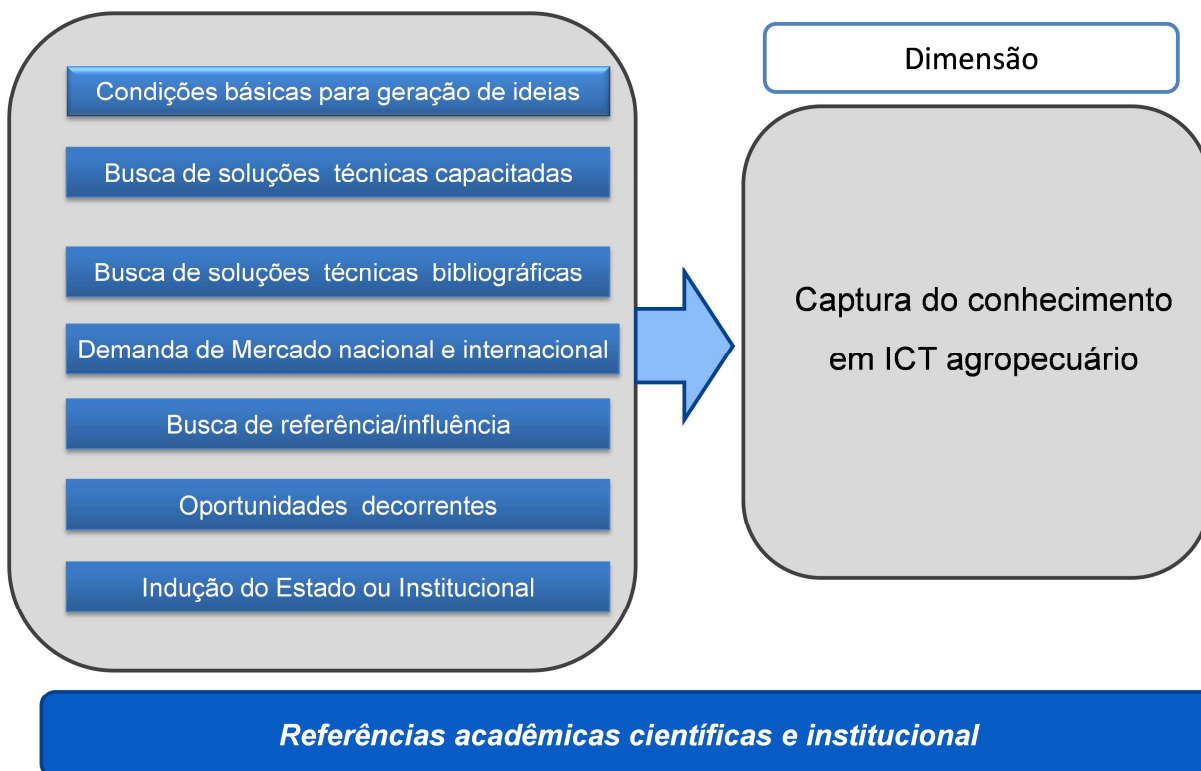 Condições básicas para geração de ideias
Busca de soluções técnicas capacitadas
Busca de soluções técnicas bibliográficas
Demanda de Mercado nacional e internacional
Busca de referência/influência
Oportunidades decorrentes
Indução do Estado ou Institucional
Dimensão
Captura do conhecimento
em ICT agropecuário
Referências acadêmicas científicas e institucional